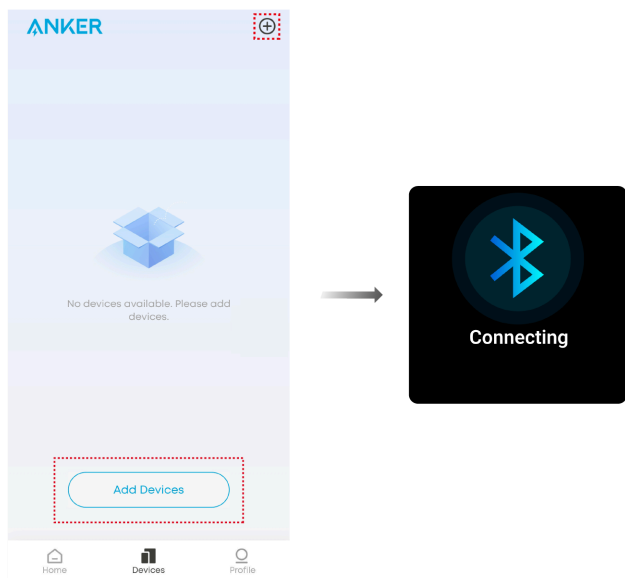 ANKER
No devices available. Please add
devices.
Add Devices
Home
Devices
Profile
Connecting